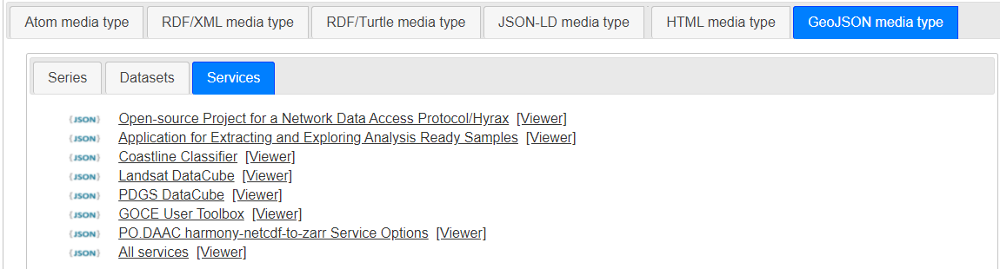 Atom media type RDF/XML media type RDF/Turtle media type JSON-LD media type HTML media type GeoJSON media type
Series Datasets Services
{JSON} Open-source Project for a Network Data Access Protocol/Hyrax [Viewer]
{JSON} Application for Extracting and Exploring Analysis Ready Samples [Viewer]
{JSON} Coastline Classifier [Viewer]
{JSON} Landsat DataCube [Viewer]
{JSON} PDGS DataCube [Viewer]
{JSON} GOCE User Toolbox [Viewer]
{JSON} PO.DAAC harmony-netcdf-to-zarr Service Options [Viewer]
{JSON} All services [Viewer]